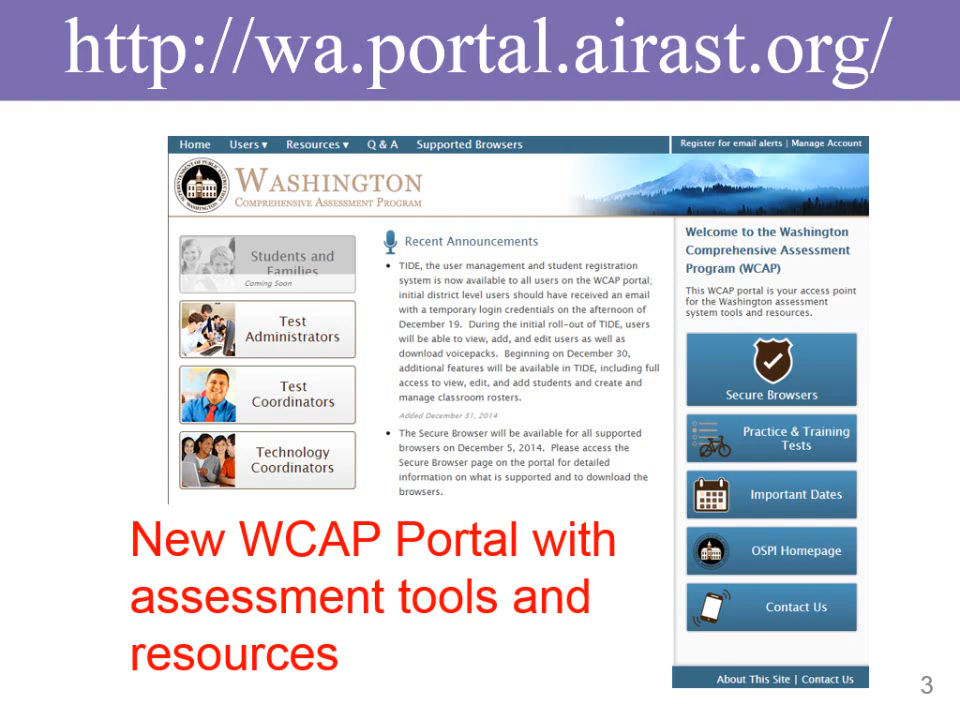 http://wa.portal.airast.org/
Home Users ▾ Resources ▾ Q & A Supported Browsers
Register for email alerts | Manage Account
WASHINGTON
COMPREHENSIVE ASSESSMENT PROGRAM
Students and
Families
Coming Soon
Test
Administrators
Test
Coordinators
Technology
Coordinators
Recent Announcements
• TIDE, the user management and student registration
system is now available to all users on the WCAP portal;
initial district level users should have received an email
with a temporary login credentials on the afternoon of
December 19. During the initial roll-out of TIDE, users
will be able to view, add, and edit users as well as
download voicepacks. Beginning on December 30,
additional features will be available in TIDE, including full
access to view, edit, and add students and create and
manage classroom rosters.
Added December 31, 2014
• The Secure Browser will be available for all supported
browsers on December 5, 2014. Please access the
Secure Browser page on the portal for detailed
information on what is supported and to download the
browsers.
Welcome to the Washington
Comprehensive Assessment
Program (WCAP)
This WCAP portal is your access point
for the Washington assessment
system tools and resources.
Secure Browsers
Practice & Training
Tests
Important Dates
OSPI Homepage
Contact Us
About This Site | Contact Us
New WCAP Portal with
assessment tools and
resources
3